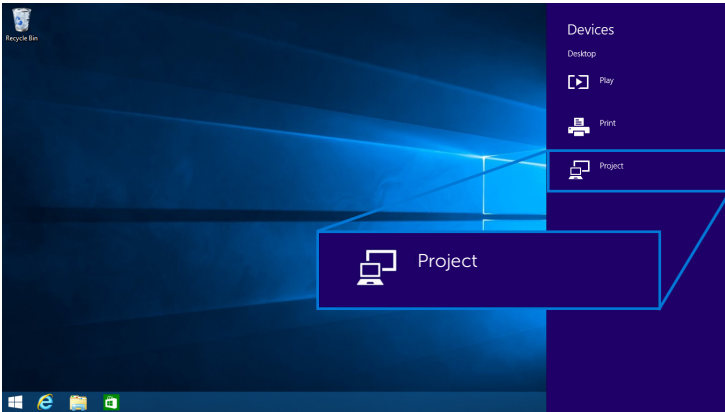 Recycle Bin
Devices
Desktop
Play
Print
Project
Project